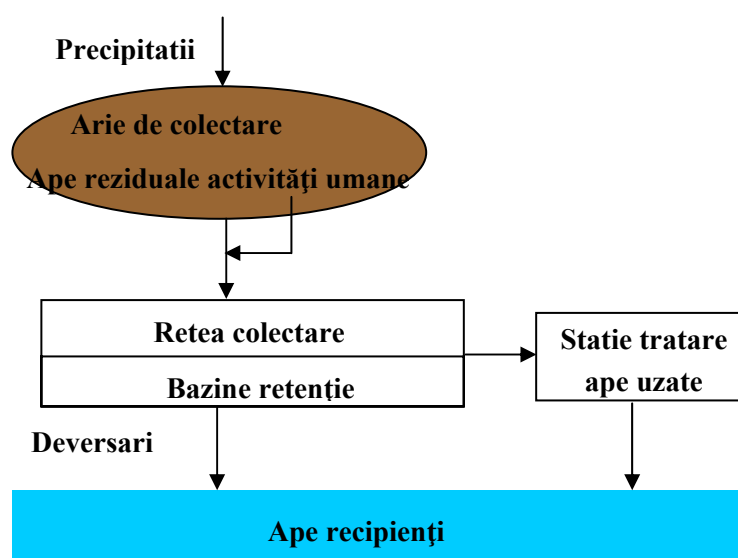 Precipitatii
Arie de colectare
Ape reziduale activităţi umane
Retea colectare
Bazine retenţie
Statie tratare
ape uzate
Deversari
Ape recipienţi